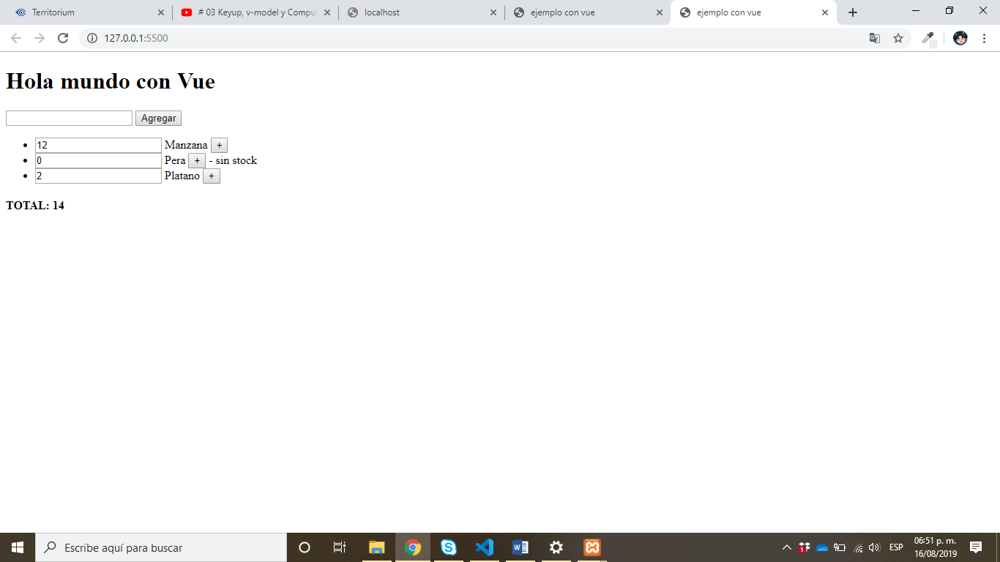 Territorium
# 03 Keyup, v-model y Compu
localhost
ejemplo con vue
ejemplo con vue
127.0.0.1:5500
Hola mundo con Vue
Agregar
12 Manzana +
0 Pera + - sin stock
2 Platano +
TOTAL: 14
Escribe aquí para buscar
ESP
06:51 p. m.
16/08/2019